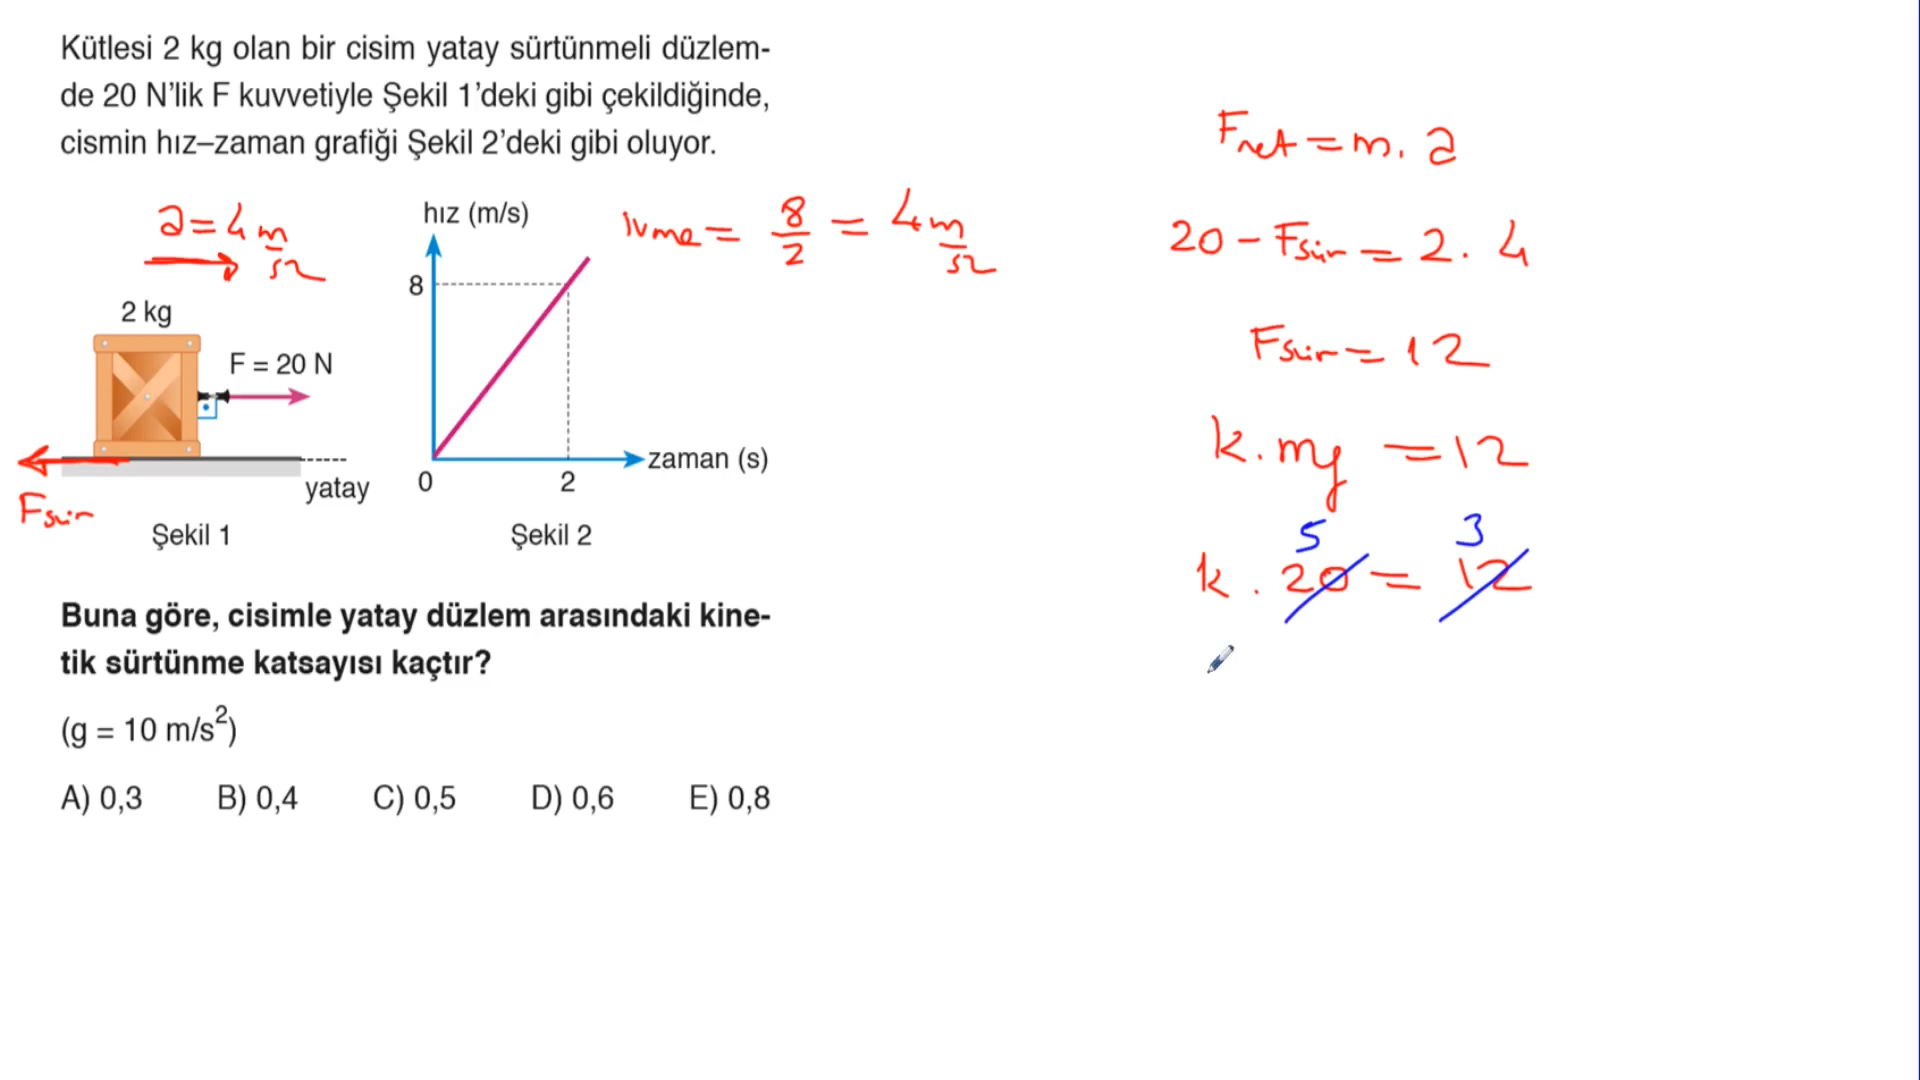 Kütlesi 2 kg olan bir cisim yatay sürtünmeli düzlem-
de 20 N'lik F kuvvetiyle Şekil 1'deki gibi çekildiğinde,
cismin hız–zaman grafiği Şekil 2'deki gibi oluyor.
a = 4 m/s2
2 kg
F = 20 N
Fsür
yatay
Şekil 1
hız (m/s)
8
0
2
zaman (s)
Şekil 2
ivme = 8/2 = 4 m/s2
Buna göre, cisimle yatay düzlem arasındaki kine-
tik sürtünme katsayısı kaçtır?
(g = 10 m/s²)
A) 0,3 B) 0,4 C) 0,5 D) 0,6 E) 0,8
Fnet = m. a
20 - Fsür = 2. 4
Fsür = 12
k. mg = 12
5 3
k. 20 = 12